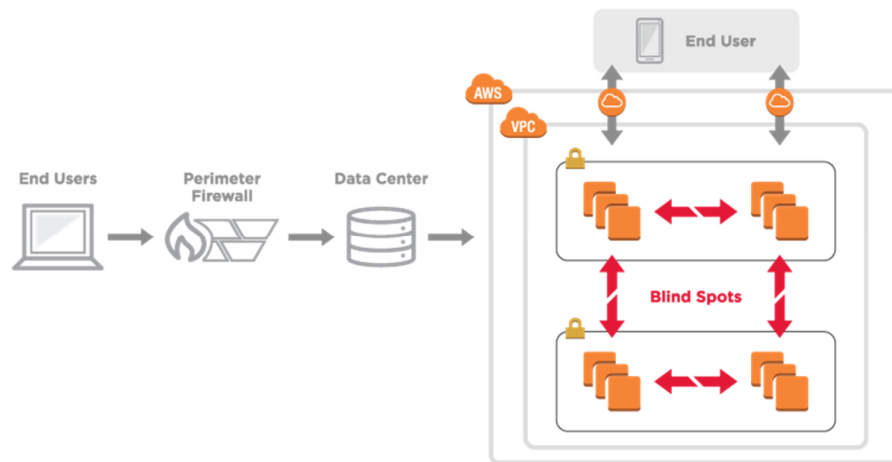 End User
AWS
VPC
End Users
Perimeter
Firewall
Data Center
Blind Spots